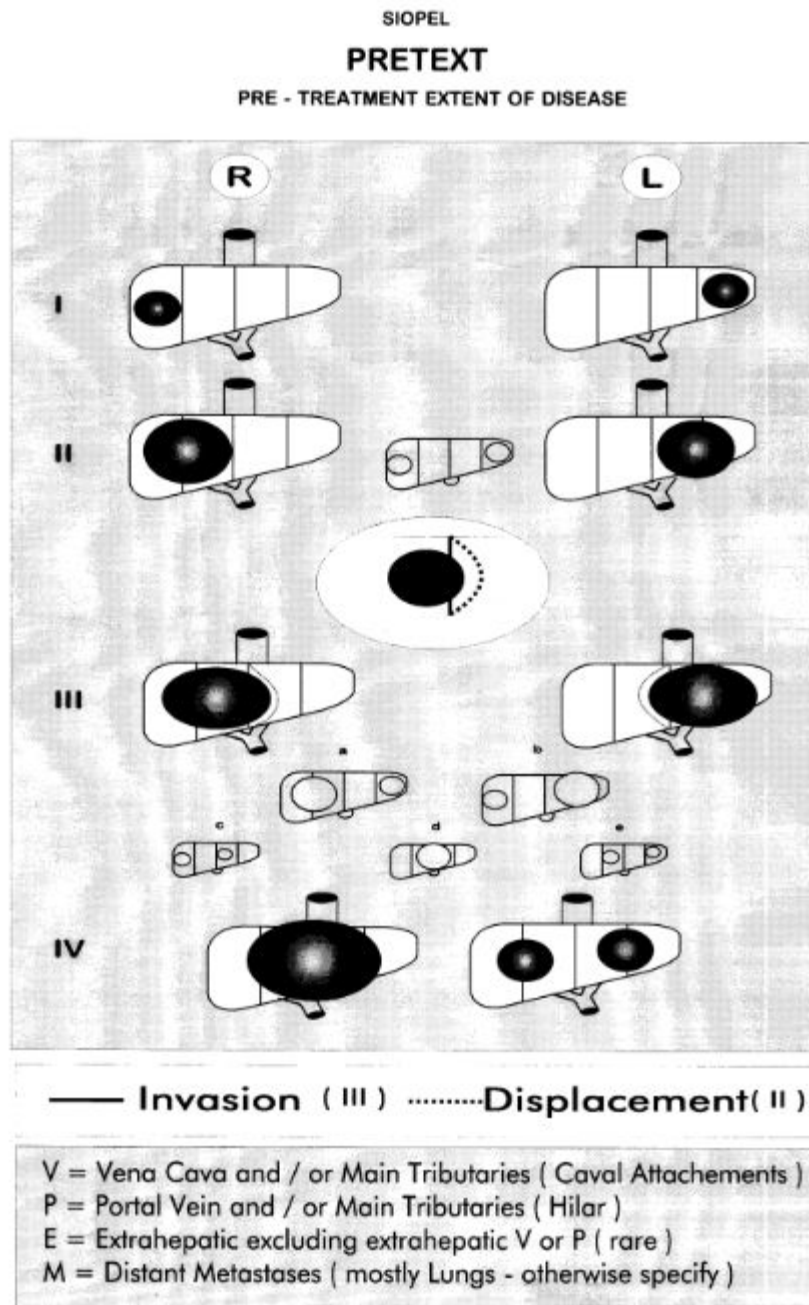 SIOPEL
PRETEXT
PRE - TREATMENT EXTENT OF DISEASE
R L
I
II
III
a b
c d e
IV
Invasion ( III ) Displacement ( II )
V = Vena Cava and / or Main Tributaries ( Caval Attachements )
P = Portal Vein and / or Main Tributaries ( Hilar )
E = Extrahepatic excluding extrahepatic V or P ( rare )
M = Distant Metastases ( mostly Lungs - otherwise specify )